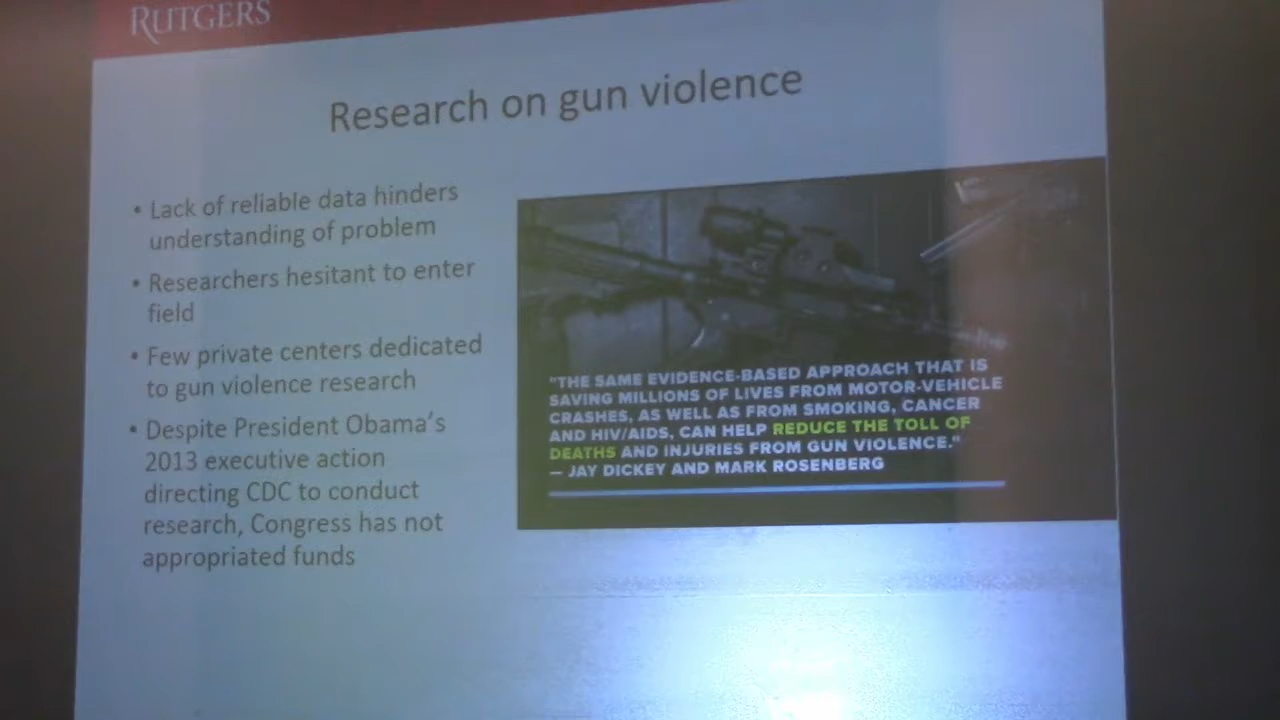 RUTGERS
Research on gun violence
• Lack of reliable data hinders
understanding of problem
• Researchers hesitant to enter
field
• Few private centers dedicated
to gun violence research
• Despite President Obama's
2013 executive action
directing CDC to conduct
research, Congress has not
appropriated funds
"THE SAME EVIDENCE-BASED APPROACH THAT IS
SAVING MILLIONS OF LIVES FROM MOTOR-VEHICLE
CRASHES, AS WELL AS FROM SMOKING, CANCER
AND HIV/AIDS, CAN HELP REDUCE THE TOLL OF
DEATHS AND INJURIES FROM GUN VIOLENCE."
— JAY DICKEY AND MARK ROSENBERG